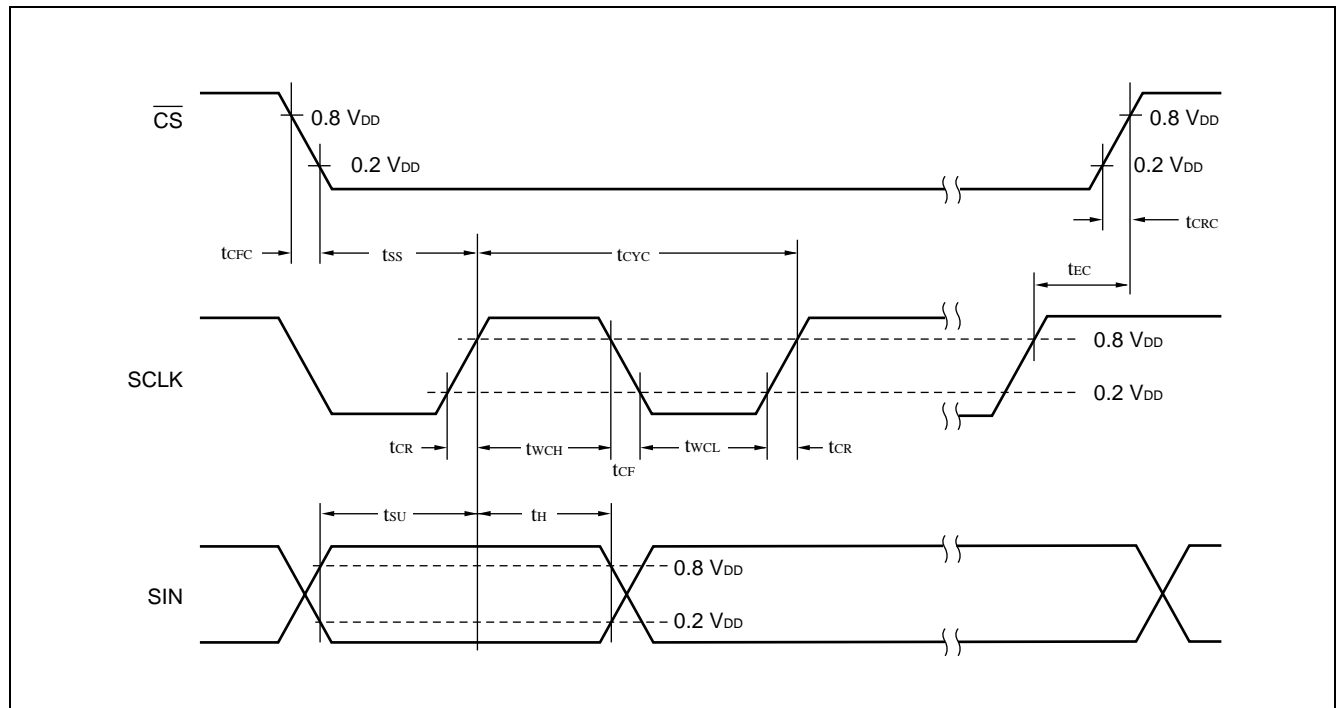 CS
0.8 VDD
0.2 VDD
0.8 VDD
0.2 VDD
tCFC
tSS
tCYC
tCRC
tEC
SCLK
0.8 VDD
0.2 VDD
tCR
tWCH
tCF
tWCL
tCR
tSU
tH
SIN
0.8 VDD
0.2 VDD